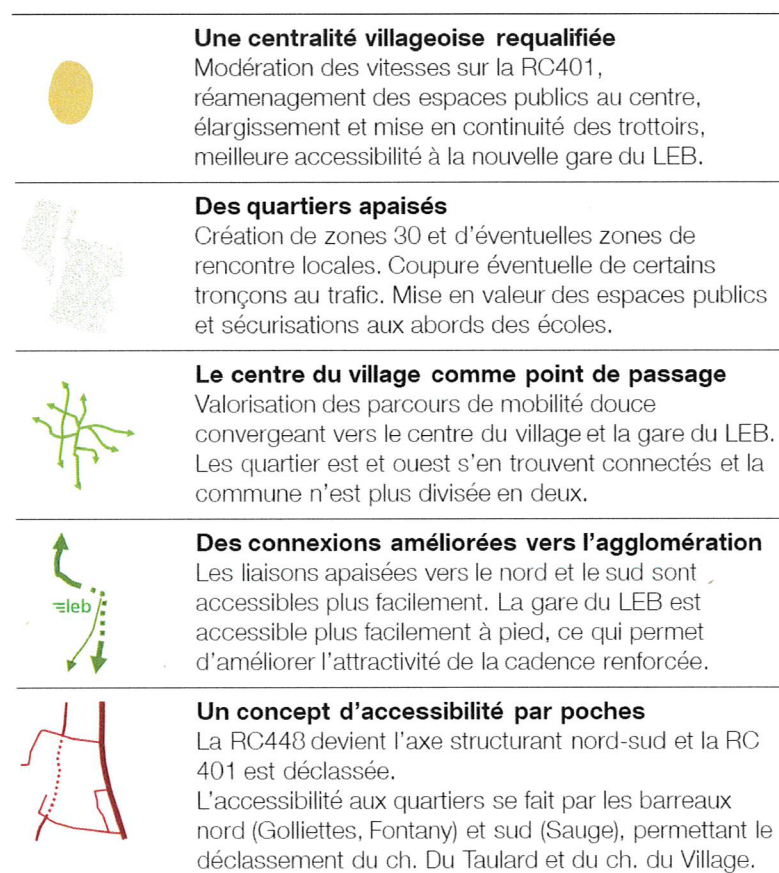 Une centralité villageoise requalifiée
Modération des vitesses sur la RC401,
réamenagement des espaces publics au centre,
élargissement et mise en continuité des trottoirs,
meilleure accessibilité à la nouvelle gare du LEB.
Des quartiers apaisés
Création de zones 30 et d'éventuelles zones de
rencontre locales. Coupure éventuelle de certains
tronçons au trafic. Mise en valeur des espaces publics
et sécurisations aux abords des écoles.
Le centre du village comme point de passage
Valorisation des parcours de mobilité douce
convergeant vers le centre du village et la gare du LEB.
Les quartier est et ouest s'en trouvent connectés et la
commune n'est plus divisée en deux.
Des connexions améliorées vers l'agglomération
Les liaisons apaisées vers le nord et le sud sont
accessibles plus facilement. La gare du LEB est
accessible plus facilement à pied, ce qui permet
d'améliorer l'attractivité de la cadence renforcée.
leb
Un concept d'accessibilité par poches
La RC448 devient l'axe structurant nord-sud et la RC
401 est déclassée.
L'accessibilité aux quartiers se fait par les barreaux
nord (Golliettes, Fontany) et sud (Sauge), permettant le
déclassement du ch. Du Taulard et du ch. du Village.